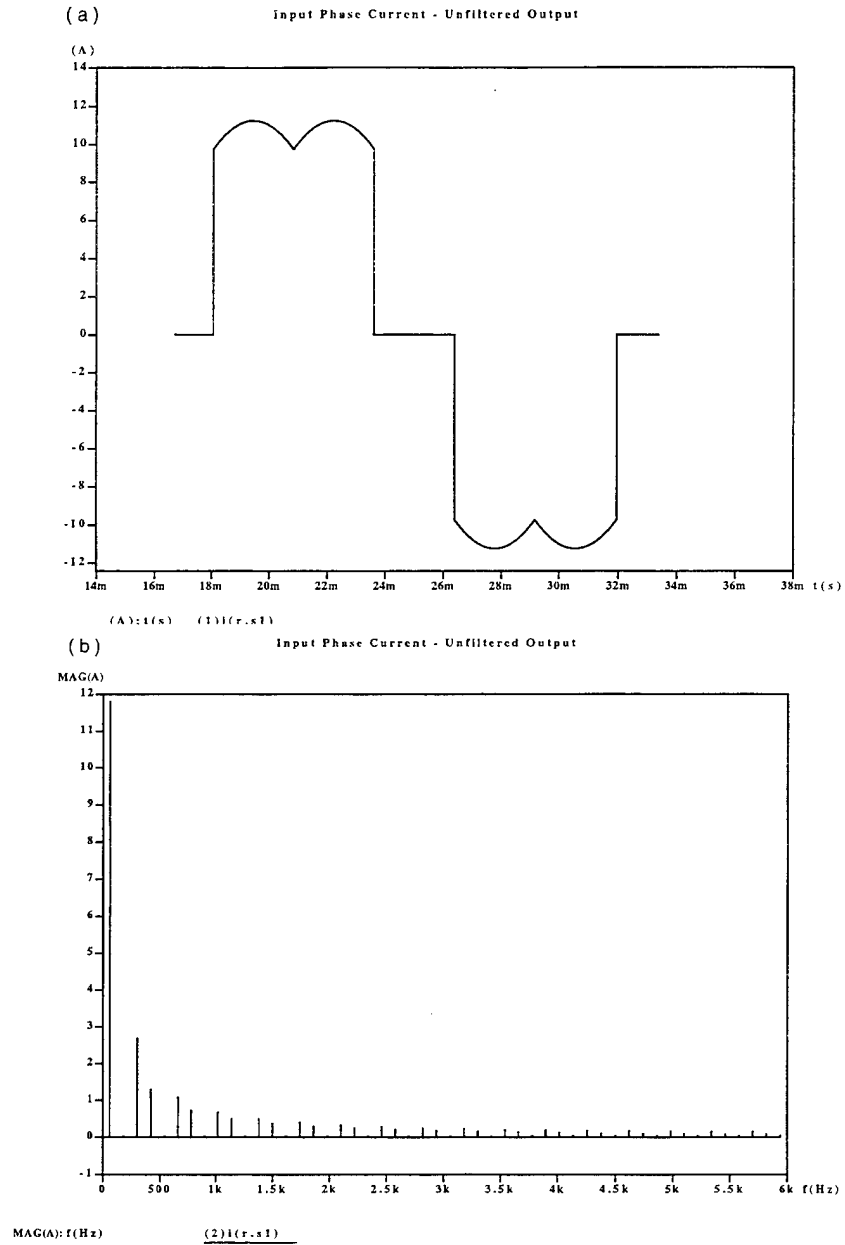 (a)
Input Phase Current - Unfiltered Output
(A)
14
12
10
8
6
4
2
0
-2
-4
-6
-8
-10
-12
14m 16m 18m 20m 22m 24m 26m 28m 30m 32m 34m 36m 38m t(s)
(A):t(s) (1)i(r.s1)
(b)
Input Phase Current - Unfiltered Output
MAG(A)
12
11
10
9
8
7
6
5
4
3
2
1
0
-1
0 500 1k 1.5k 2k 2.5k 3k 3.5k 4k 4.5k 5k 5.5k 6k f(Hz)
MAG(A):f(Hz) (2)i(r.s1)